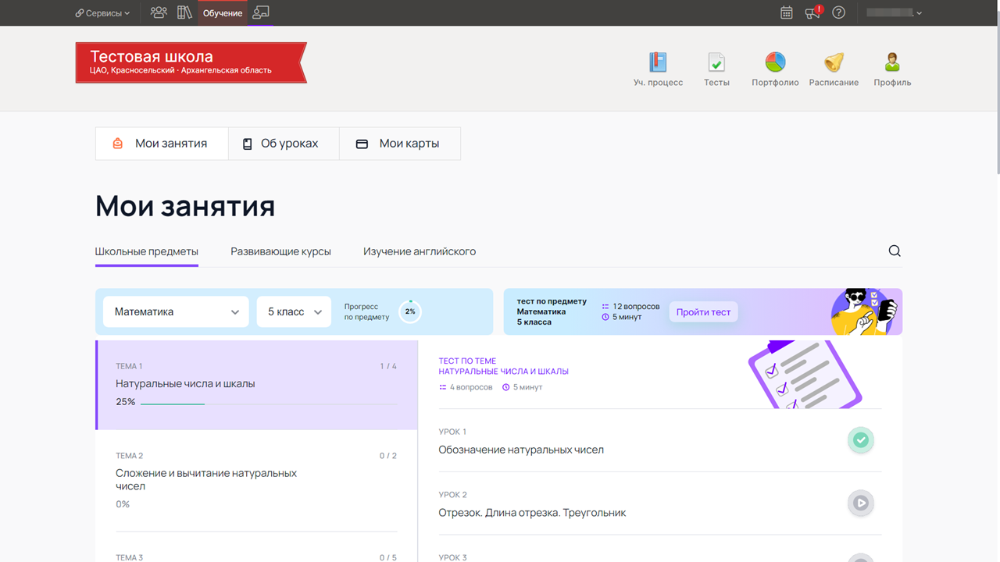 Сервисы
Обучение
Тестовая школа
ЦАО, Красносельский · Архангельская область
Уч. процесс
Тесты
Портфолио
Расписание
Профиль
Мои занятия
Об уроках
Мои карты
Мои занятия
Школьные предметы
Развивающие курсы
Изучение английского
Математика
5 класс
Прогресс
по предмету
2%
тест по предмету
Математика
5 класса
12 вопросов
5 минут
Пройти тест
ТЕМА 1
1 / 4
Натуральные числа и шкалы
25%
ТЕМА 2
0 / 2
Сложение и вычитание натуральных
чисел
0%
ТЕМА 3
0 / 5
ТЕСТ ПО ТЕМЕ
НАТУРАЛЬНЫЕ ЧИСЛА И ШКАЛЫ
4 вопросов
5 минут
УРОК 1
Обозначение натуральных чисел
УРОК 2
Отрезок. Длина отрезка. Треугольник
УРОК 3